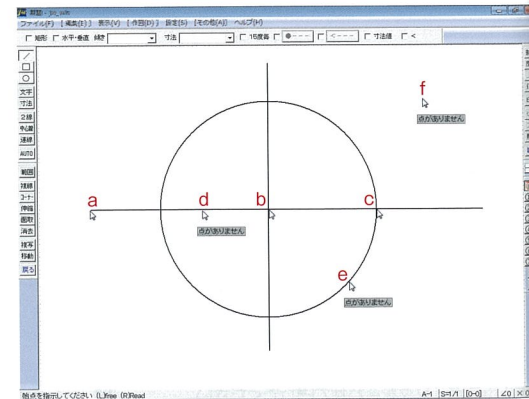 無題 - jw_win
ファイル(F) [編集(E)] 表示(V) [作図(D)] 設定(S) [その他(A)] ヘルプ(H)
矩形 水平・垂直 傾き 寸法 15度毎 ●--- <--- 寸法値 <
文字
寸法
2線
中心線
連線
AUTO
範囲
複線
コーナー
伸縮
面取
消去
複写
移動
戻る
f
点がありません
a
d
b
c
点がありません
e
点がありません
始点を指示してください (L)free (R)Read
A-1 S=1/1 [0-0] ∠0 ×